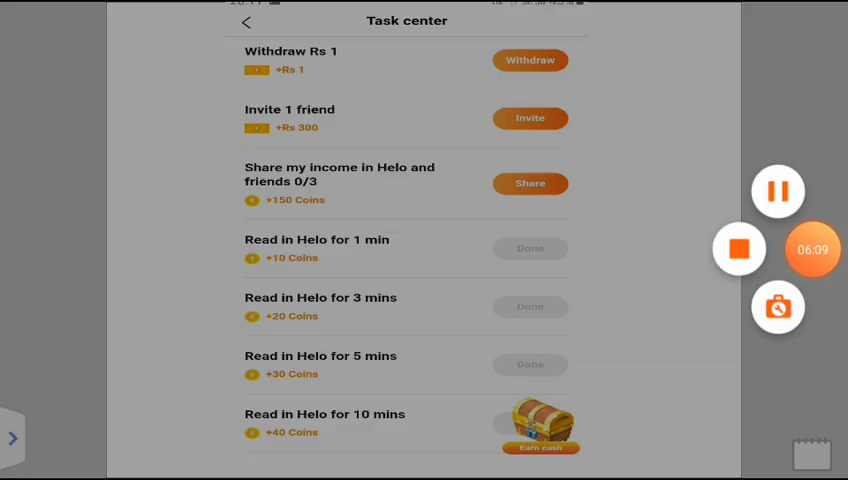 Task center
Withdraw Rs 1
+Rs 1
Withdraw
Invite 1 friend
+Rs 300
Invite
Share my income in Helo and
friends 0/3
+150 Coins
Share
Read in Helo for 1 min
+10 Coins
Done
Read in Helo for 3 mins
+20 Coins
Done
Read in Helo for 5 mins
+30 Coins
Done
Read in Helo for 10 mins
+40 Coins
Earn cash
06:09